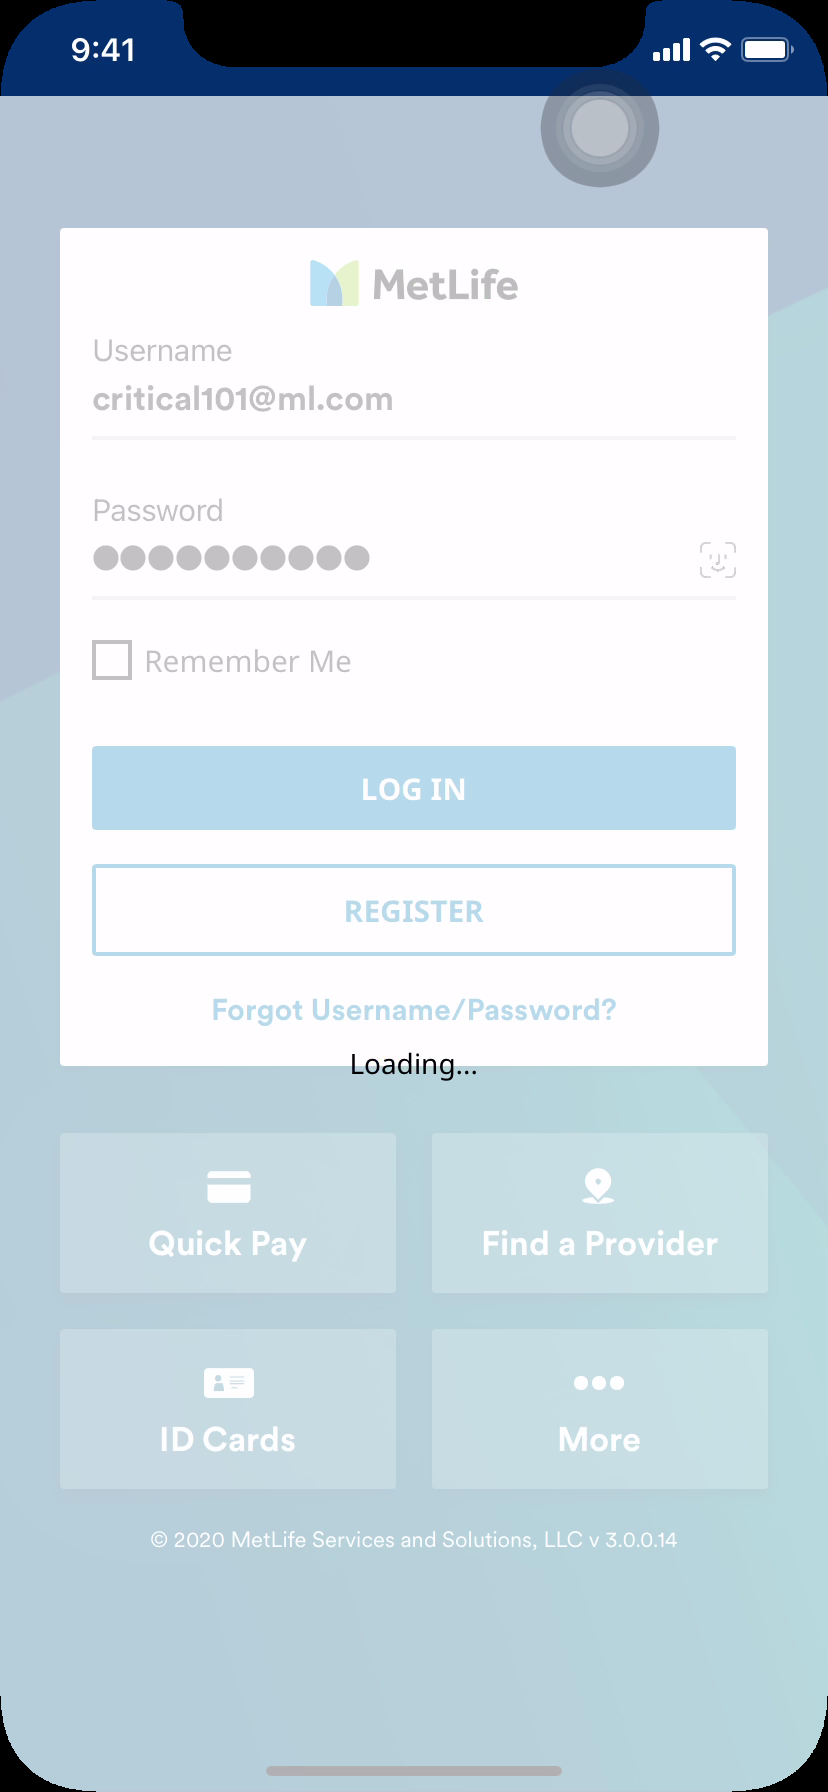 9:41
MetLife
Username
critical101@ml.com
Password
●●●●●●●●●●
Remember Me
LOG IN
REGISTER
Forgot Username/Password?
Loading...
Quick Pay
Find a Provider
ID Cards
More
© 2020 MetLife Services and Solutions, LLC v 3.0.0.14